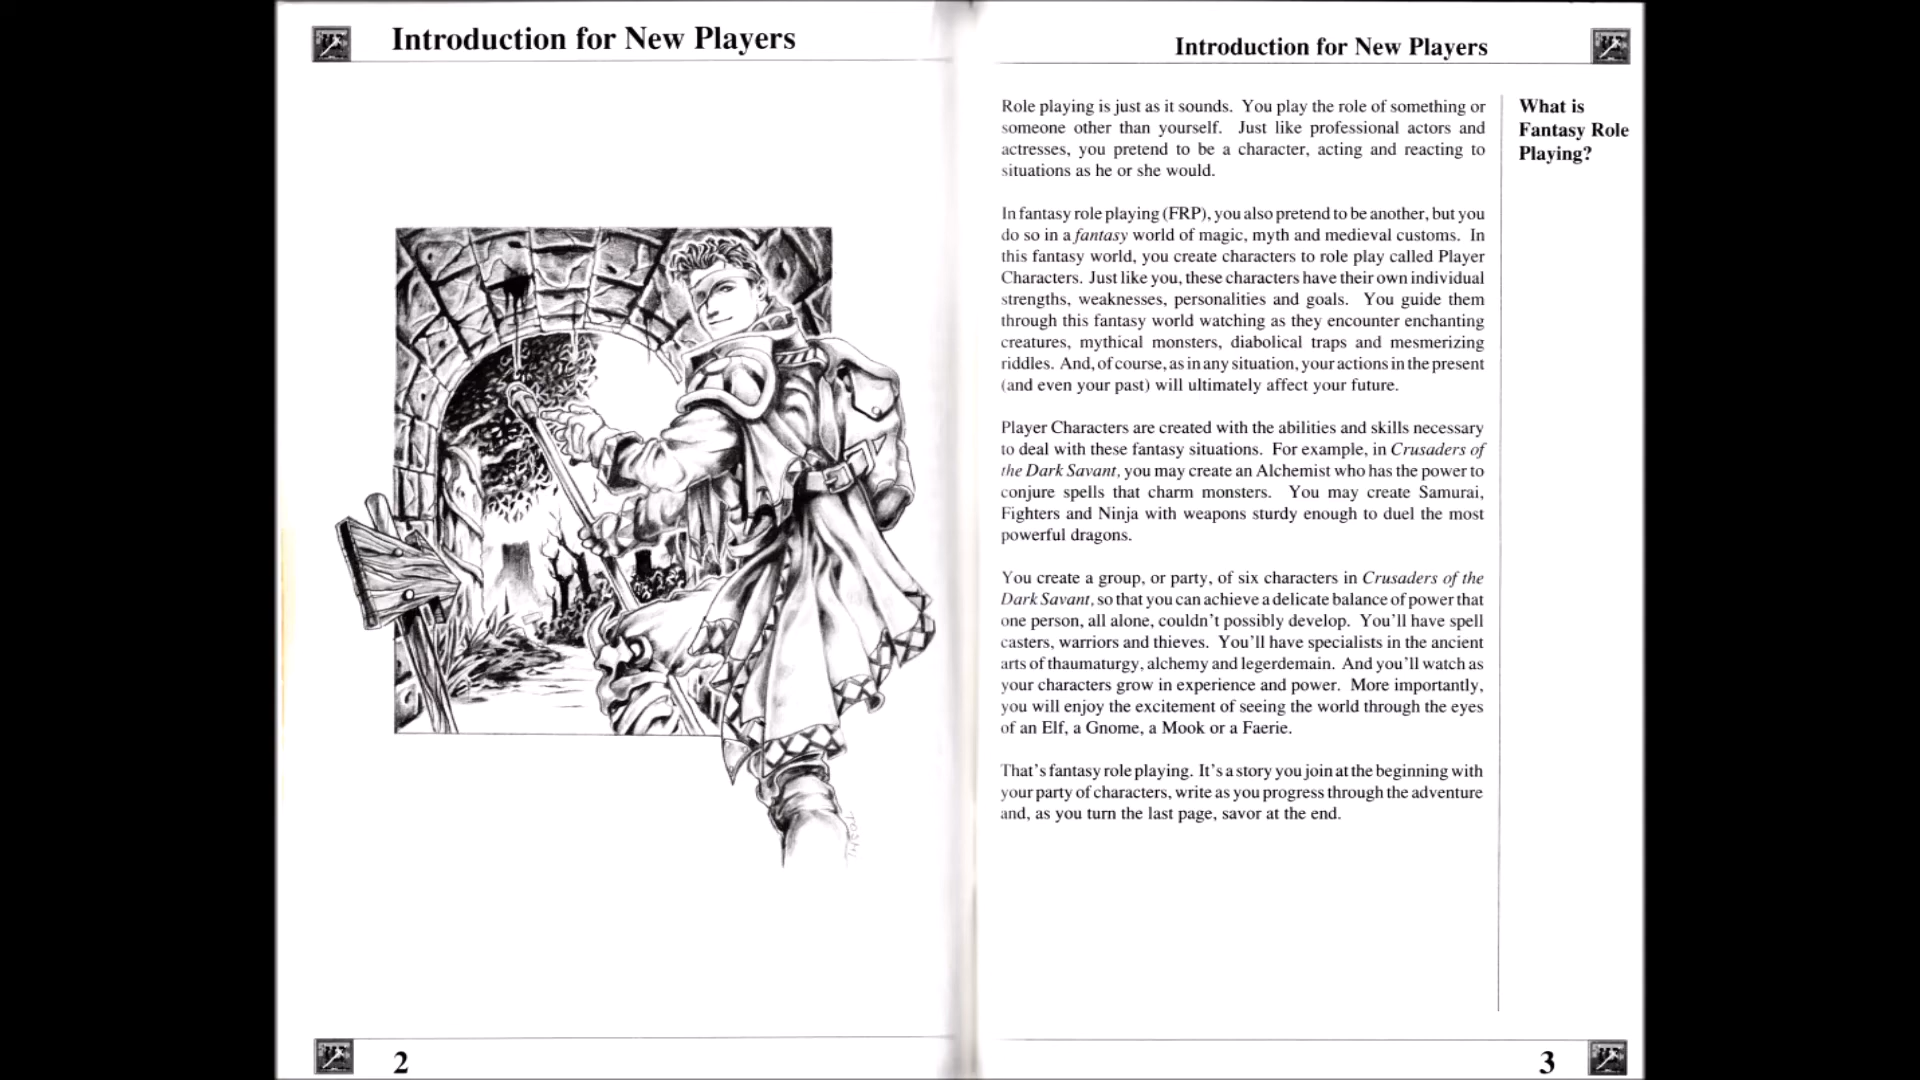 Introduction for New Players
2
Introduction for New Players
What is
Fantasy Role
Playing?
Role playing is just as it sounds. You play the role of something or
someone other than yourself. Just like professional actors and
actresses, you pretend to be a character, acting and reacting to
situations as he or she would.
In fantasy role playing (FRP), you also pretend to be another, but you
do so in a fantasy world of magic, myth and medieval customs. In
this fantasy world, you create characters to role play called Player
Characters. Just like you, these characters have their own individual
strengths, weaknesses, personalities and goals. You guide them
through this fantasy world watching as they encounter enchanting
creatures, mythical monsters, diabolical traps and mesmerizing
riddles. And, of course, as in any situation, your actions in the present
(and even your past) will ultimately affect your future.
Player Characters are created with the abilities and skills necessary
to deal with these fantasy situations. For example, in Crusaders of
the Dark Savant, you may create an Alchemist who has the power to
conjure spells that charm monsters. You may create Samurai,
Fighters and Ninja with weapons sturdy enough to duel the most
powerful dragons.
You create a group, or party, of six characters in Crusaders of the
Dark Savant, so that you can achieve a delicate balance of power that
one person, all alone, couldn't possibly develop. You'll have spell
casters, warriors and thieves. You'll have specialists in the ancient
arts of thaumaturgy, alchemy and legerdemain. And you'll watch as
your characters grow in experience and power. More importantly,
you will enjoy the excitement of seeing the world through the eyes
of an Elf, a Gnome, a Mook or a Faerie.
That's fantasy role playing. It's a story you join at the beginning with
your party of characters, write as you progress through the adventure
and, as you turn the last page, savor at the end.
3